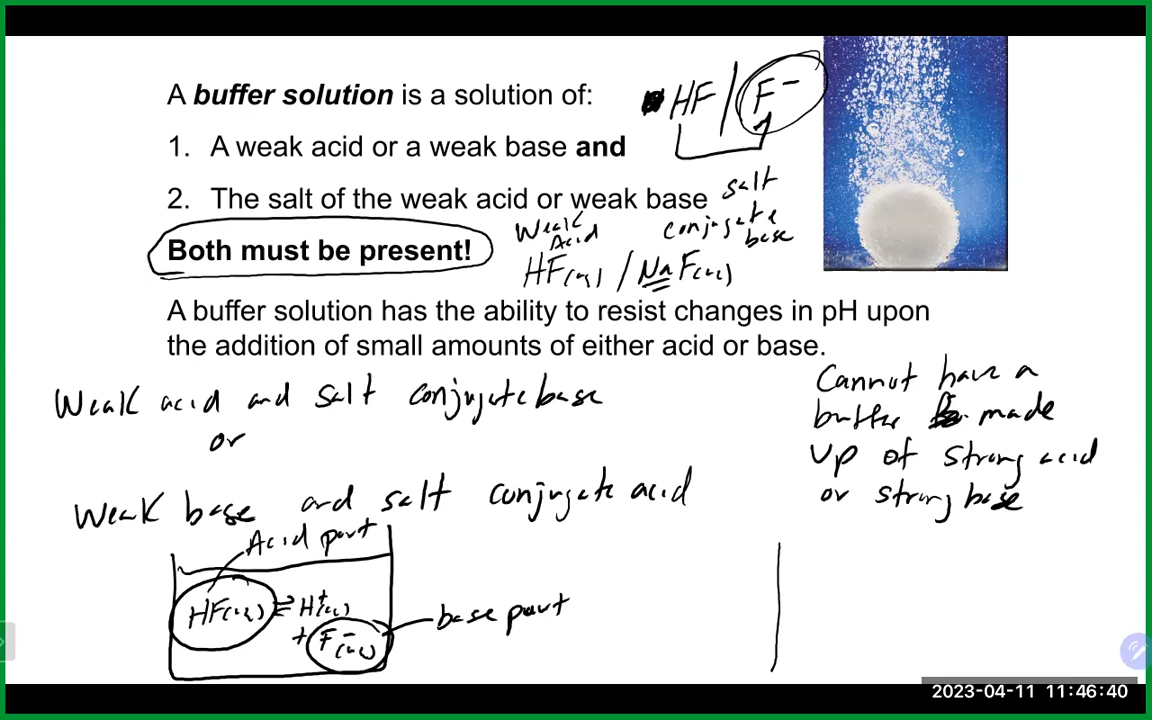 A buffer solution is a solution of:
HF / F⁻
1. A weak acid or a weak base and
2. The salt of the weak acid or weak base
salt
conjugate
base
Both must be present!
Weak
Acid
HF(aq) / NaF(aq)
A buffer solution has the ability to resist changes in pH upon
the addition of small amounts of either acid or base.
Weak acid and salt conjugate base
or
Weak base and salt conjugate acid
Cannot have a
buffer made
up of strong acid
or strong base
Acid part
HF(aq) ⇌ H⁺(aq)
+ F⁻(aq)
base part
2023-04-11 11:46:40